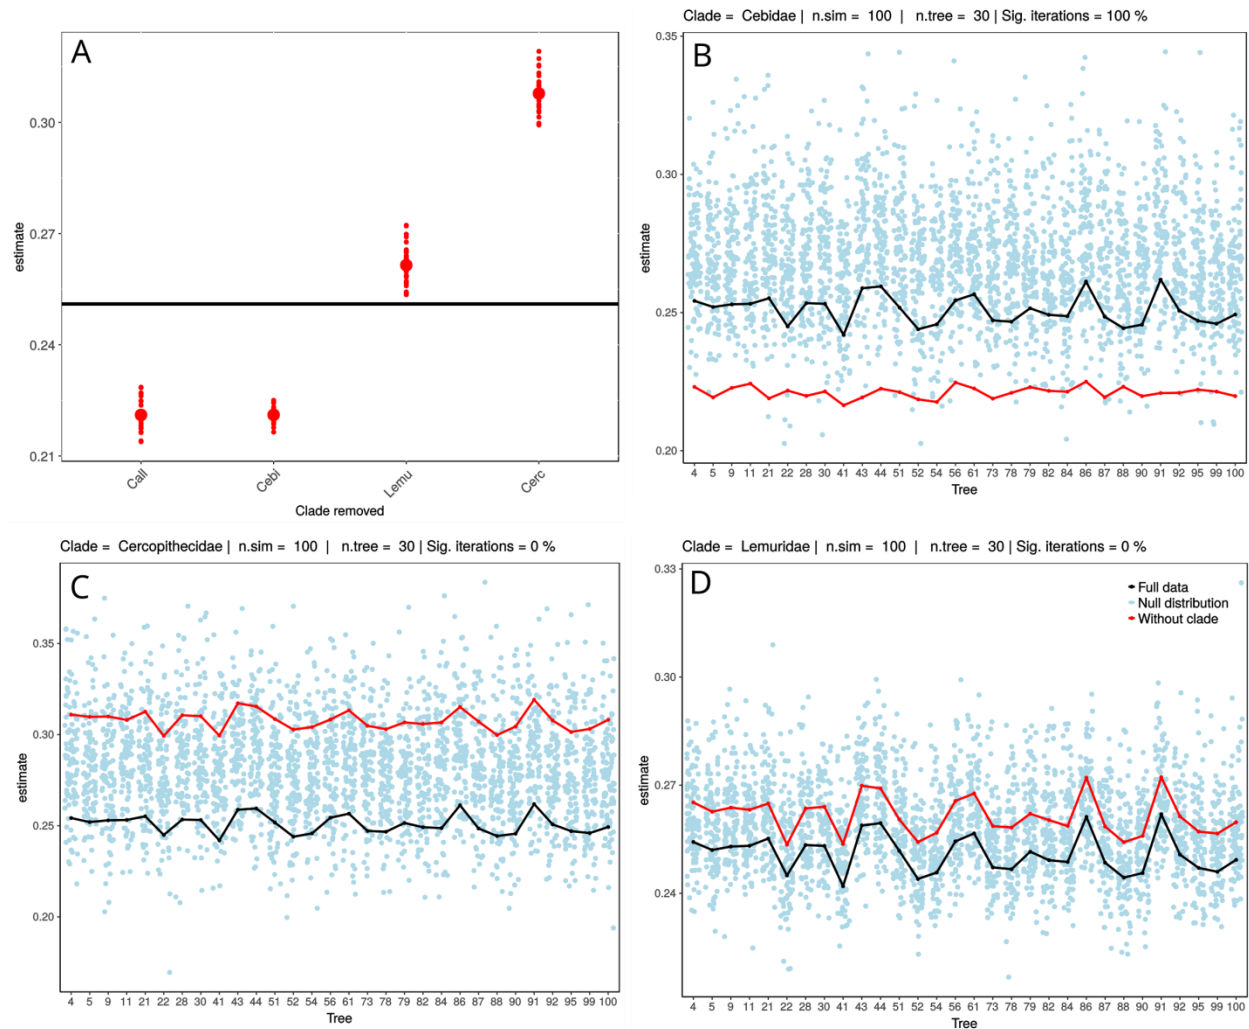 A
0.30
0.27
0.24
0.21
estimate
Call
Cebi
Lemu
Cerc
Clade removed
Clade = Cebidae | n.sim = 100 | n.tree = 30 | Sig. iterations = 100 %
B
0.35
0.30
0.25
0.20
estimate
4 5 9 11 21 22 28 30 41 43 44 51 52 54 56 61 73 78 79 82 84 86 87 88 90 91 92 95 99 100
Tree
Clade = Cercopithecidae | n.sim = 100 | n.tree = 30 | Sig. iterations = 0 %
C
0.35
0.30
0.25
0.20
estimate
4 5 9 11 21 22 28 30 41 43 44 51 52 54 56 61 73 78 79 82 84 86 87 88 90 91 92 95 99 100
Tree
Clade = Lemuridae | n.sim = 100 | n.tree = 30 | Sig. iterations = 0 %
D
Full data
Null distribution
Without clade
0.33
0.30
0.27
0.24
estimate
4 5 9 11 21 22 28 30 41 43 44 51 52 54 56 61 73 78 79 82 84 86 87 88 90 91 92 95 99 100
Tree